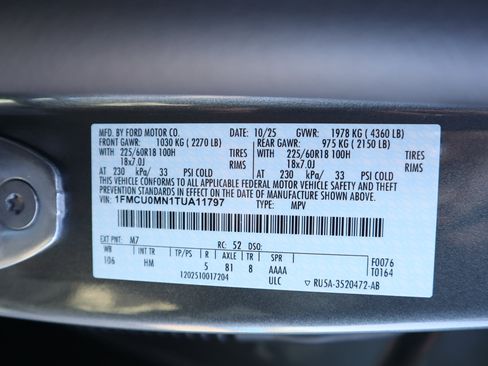 MFD. BY FORD MOTOR CO. DATE: 10/25 GVWR: 1978 KG ( 4360 LB)
FRONT GAWR: 1030 KG ( 2270 LB) REAR GAWR: 975 KG ( 2150 LB)
WITH 225/60R18 100H TIRES WITH 225/60R18 100H TIRES
18x7.0J RIMS 18x7.0J RIMS
AT 230 kPa/ 33 PSI COLD AT 230 kPa/ 33 PSI COLD
THIS VEHICLE CONFORMS TO ALL APPLICABLE FEDERAL MOTOR VEHICLE SAFETY AND THEFT
PREVENTION STANDARDS IN EFFECT ON THE DATE OF MANUFACTURE SHOWN ABOVE.
VIN: 1FMCU0MN1TUA11797 TYPE: MPV
EXT PNT: M7 RC: 52 DSO:
WB INT TR TP/PS R AXLE TR SPR F0076
106 HM 5 81 8 AAAA T0164
1202510017204 ULC RU5A-3520472-AB